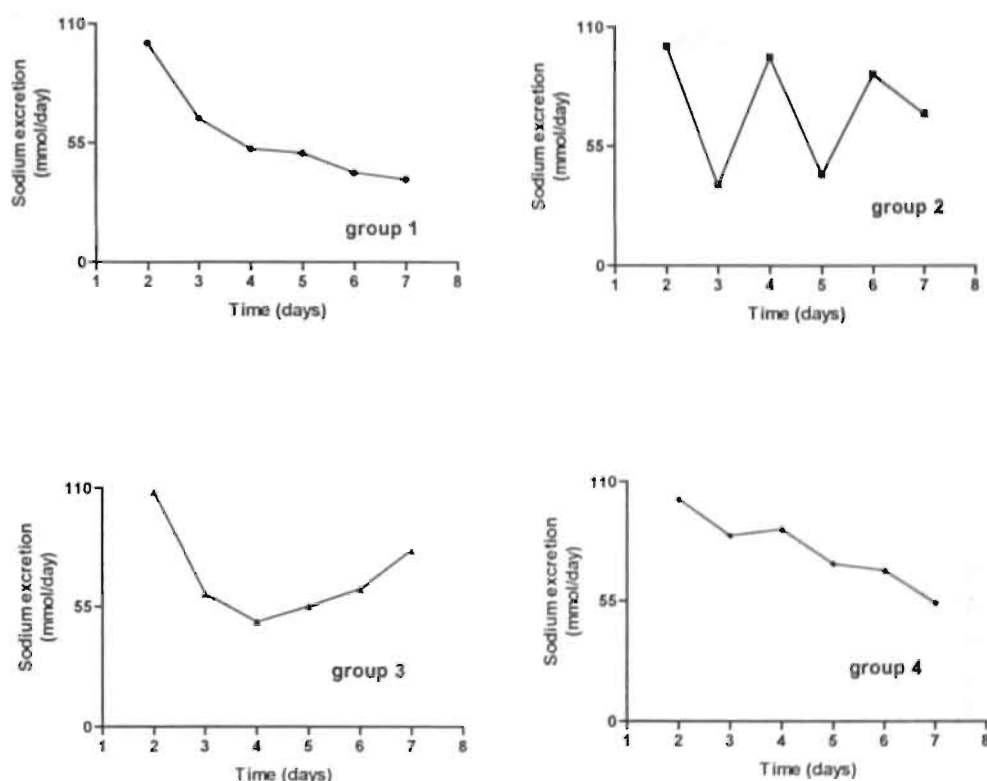 110
55
0
Sodium excretion
(mmol/day)
group 1
1 2 3 4 5 6 7 8
Time (days)
110
55
0
Sodium excretion
(mmol/day)
group 2
1 2 3 4 5 6 7 8
Time (days)
110
55
0
Sodium excretion
(mmol/day)
group 3
1 2 3 4 5 6 7 8
Time (days)
110
55
0
Sodium excretion
(mmol/day)
group 4
1 2 3 4 5 6 7 8
Time (days)